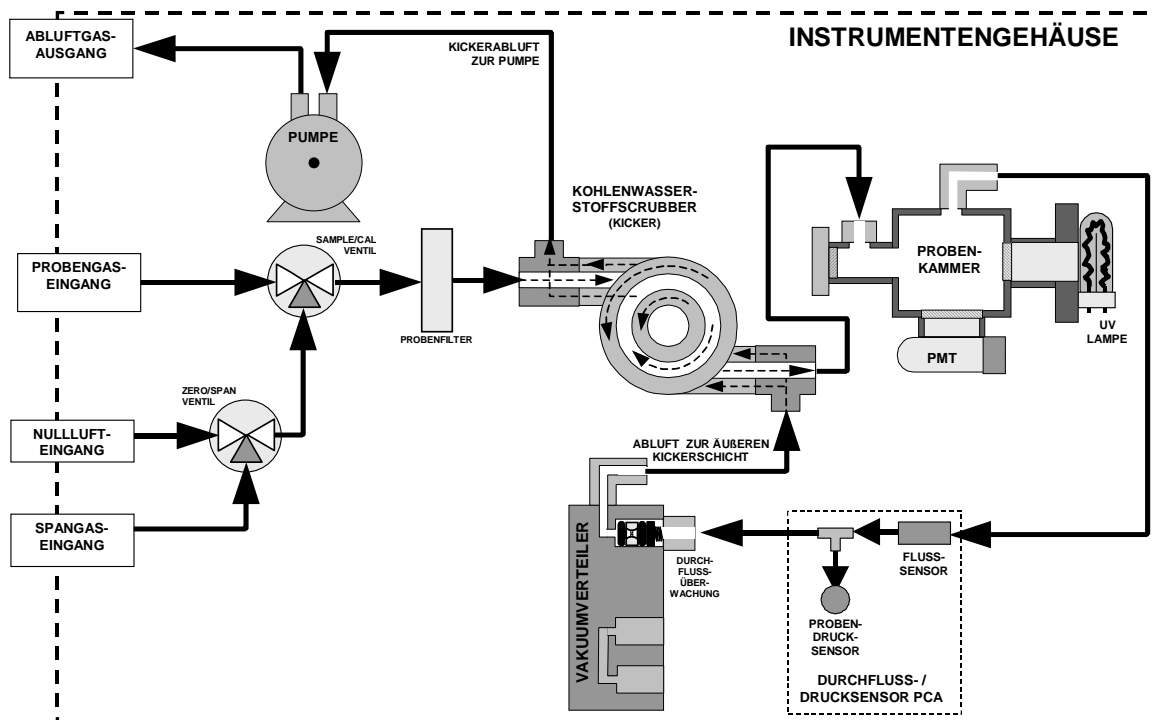 INSTRUMENTENGEHÄUSE
ABLUFTGAS-
AUSGANG
KICKERABLUFT
ZUR PUMPE
PUMPE
KOHLENWASSER-
STOFFSCRUBBER
(KICKER)
SAMPLE/CAL
VENTIL
PROBENGAS-
EINGANG
PROBENFILTER
PROBEN-
KAMMER
UV
LAMPE
PMT
ZERO/SPAN
VENTIL
NULLLUFT-
EINGANG
ABLUFT ZUR ÄUßEREN
KICKERSCHICHT
SPANGAS-
EINGANG
VAKUUMVERTEILER
DURCH-
FLUSS-
ÜBER-
WACHUNG
FLUSS-
SENSOR
PROBEN-
DRUCK-
SENSOR
DURCHFLUSS- /
DRUCKSENSOR PCA